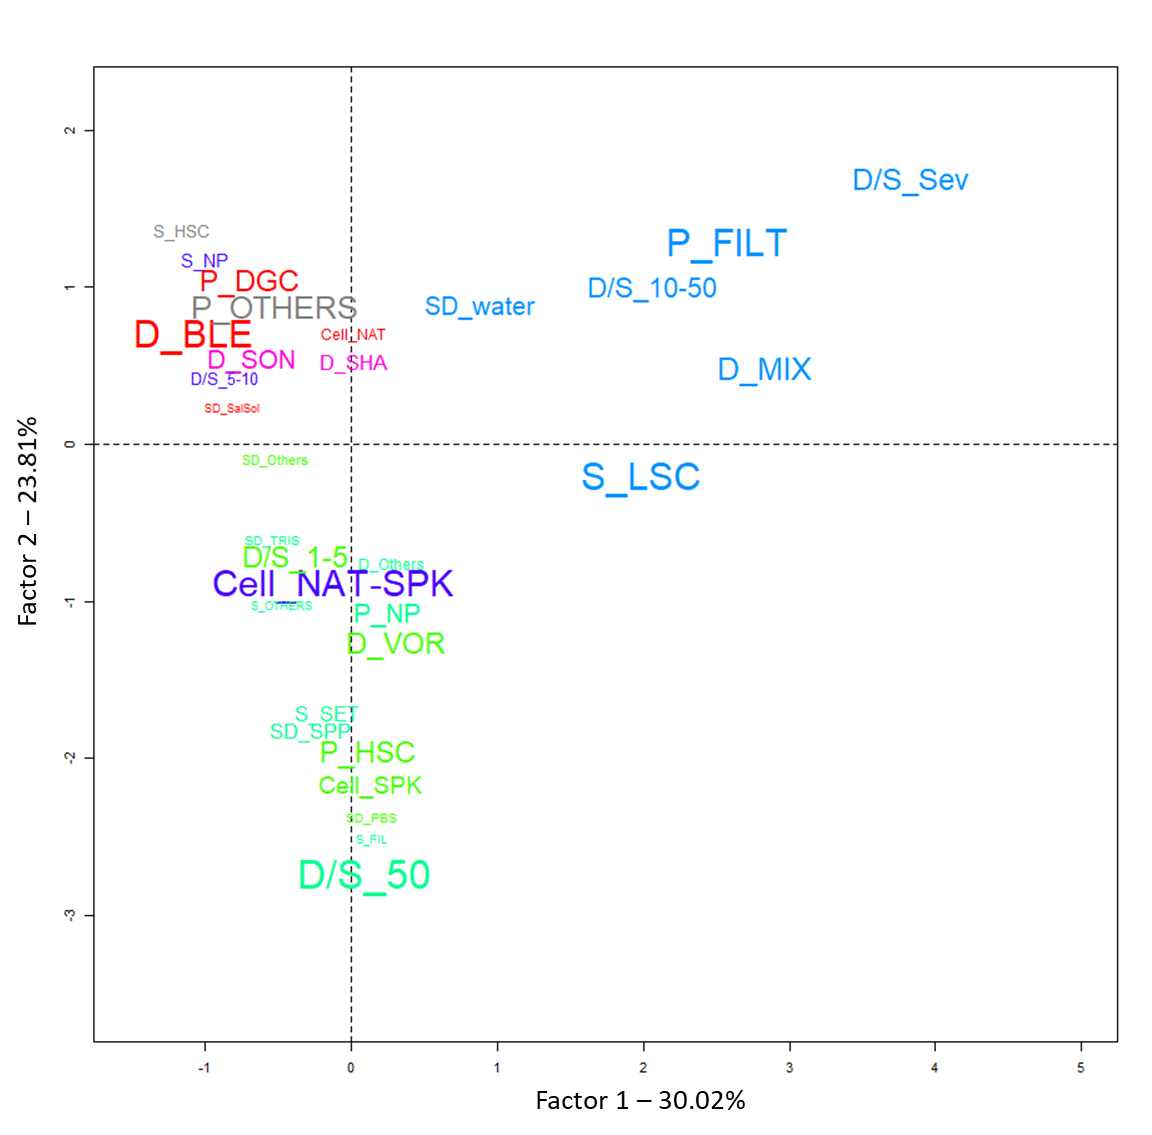 2
D/S_Sev
S_HSC
P_FILT
S_NP
P_DGC
1
D/S_10-50
P_OTHERS
SD_water
D_BLE
Cell_NAT
D_SON
D_SHA
D/S_5-10
D_MIX
SD_SalSol
0
SD_Others
S_LSC
SD_TRIS
D/S_1-5
D_Others
Cell_NAT-SPK
-1
S_OTHERS
P_NP
D_VOR
S_SET
SD_SPP
-2
P_HSC
Cell_SPK
SD_PBS
S_FIL
D/S_50
-3
Factor 2 – 23.81%
-1 0 1 2 3 4 5
Factor 1 – 30.02%